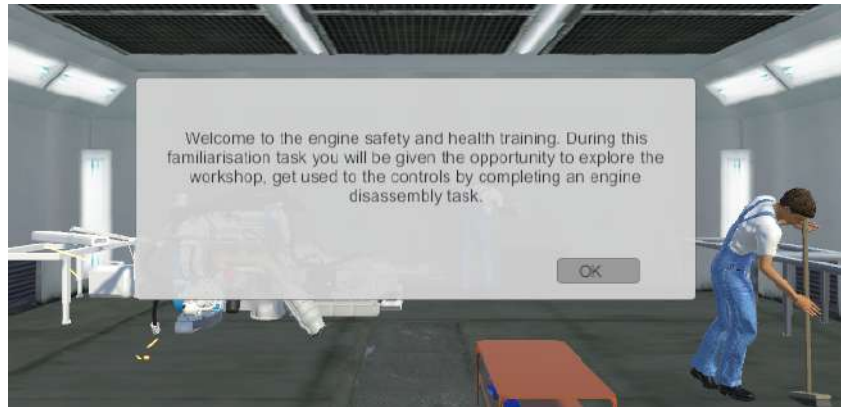 Welcome to the engine safety and health training. During this
familiarisation task you will be given the opportunity to explore the
workshop, get used to the controls by completing an engine
disassembly task.
OK